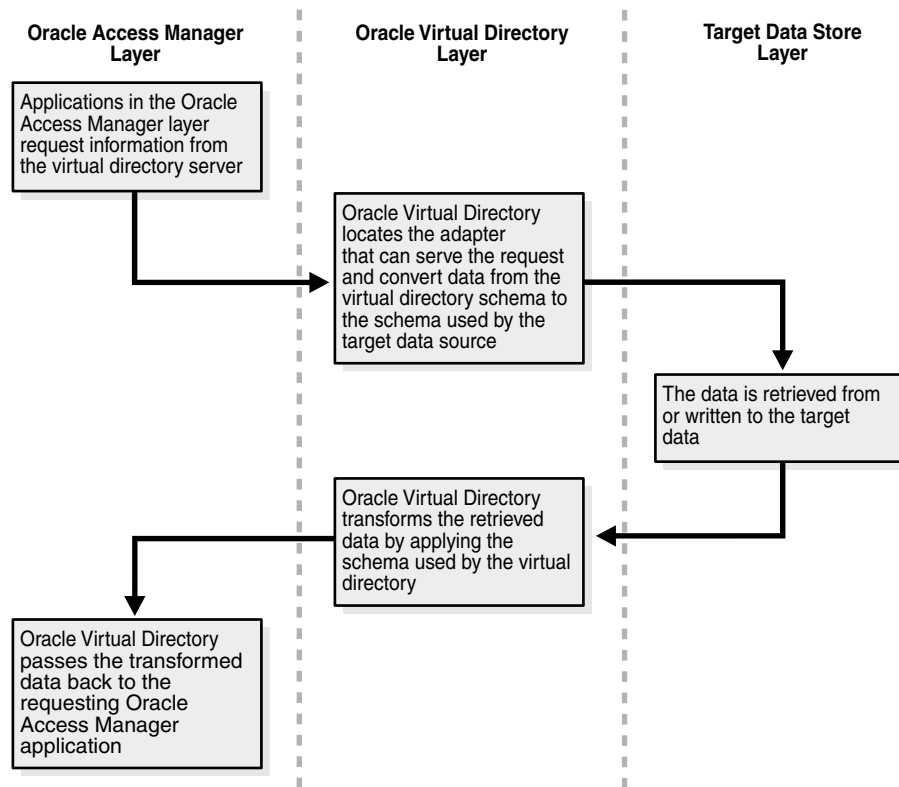 Oracle Access Manager
Layer
Oracle Virtual Directory
Layer
Target Data Store
Layer
Applications in the Oracle
Access Manager layer
request information from
the virtual directory server
Oracle Virtual Directory
locates the adapter
that can serve the request
and convert data from the
virtual directory schema to
the schema used by the
target data source
The data is retrieved from
or written to the target
data
Oracle Virtual Directory
transforms the retrieved
data by applying the
schema used by the virtual
directory
Oracle Virtual Directory
passes the transformed
data back to the
requesting Oracle
Access Manager
application